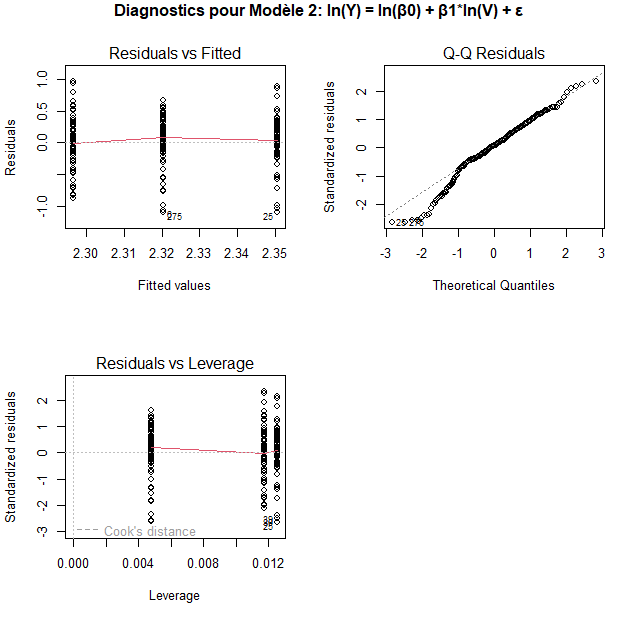 Diagnostics pour Modèle 2: ln(Y) = ln(β0) + β1*ln(V) + ε
Residuals vs Fitted
Residuals
1.0
0.5
0.0
-1.0
275
25
2.30 2.31 2.32 2.33 2.34 2.35
Fitted values
Q-Q Residuals
Standardized residuals
2
1
0
-1
-2
25 275
-3 -2 -1 0 1 2 3
Theoretical Quantiles
Residuals vs Leverage
Standardized residuals
2
1
0
-1
-2
-3
25
Cook's distance
0.000 0.004 0.008 0.012
Leverage